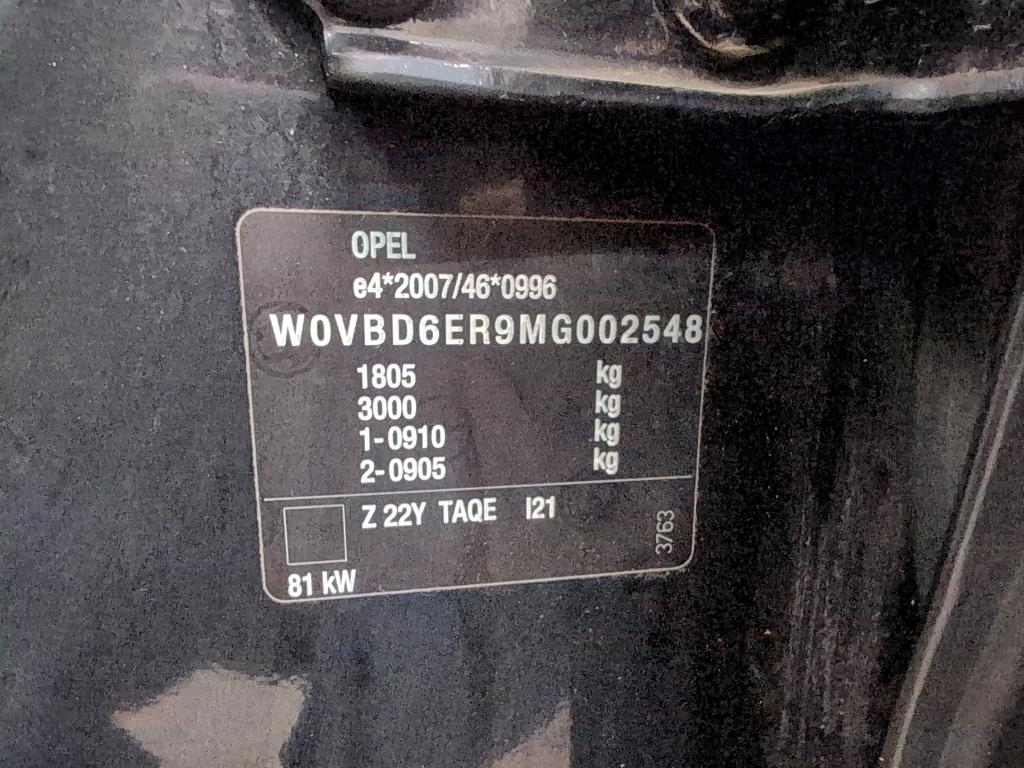 OPEL
e4*2007/46*0996
W0VBD6ER9MG002548
1805 kg
3000 kg
1-0910 kg
2-0905 kg
Z 22Y TAQE I21
3763
81 kW